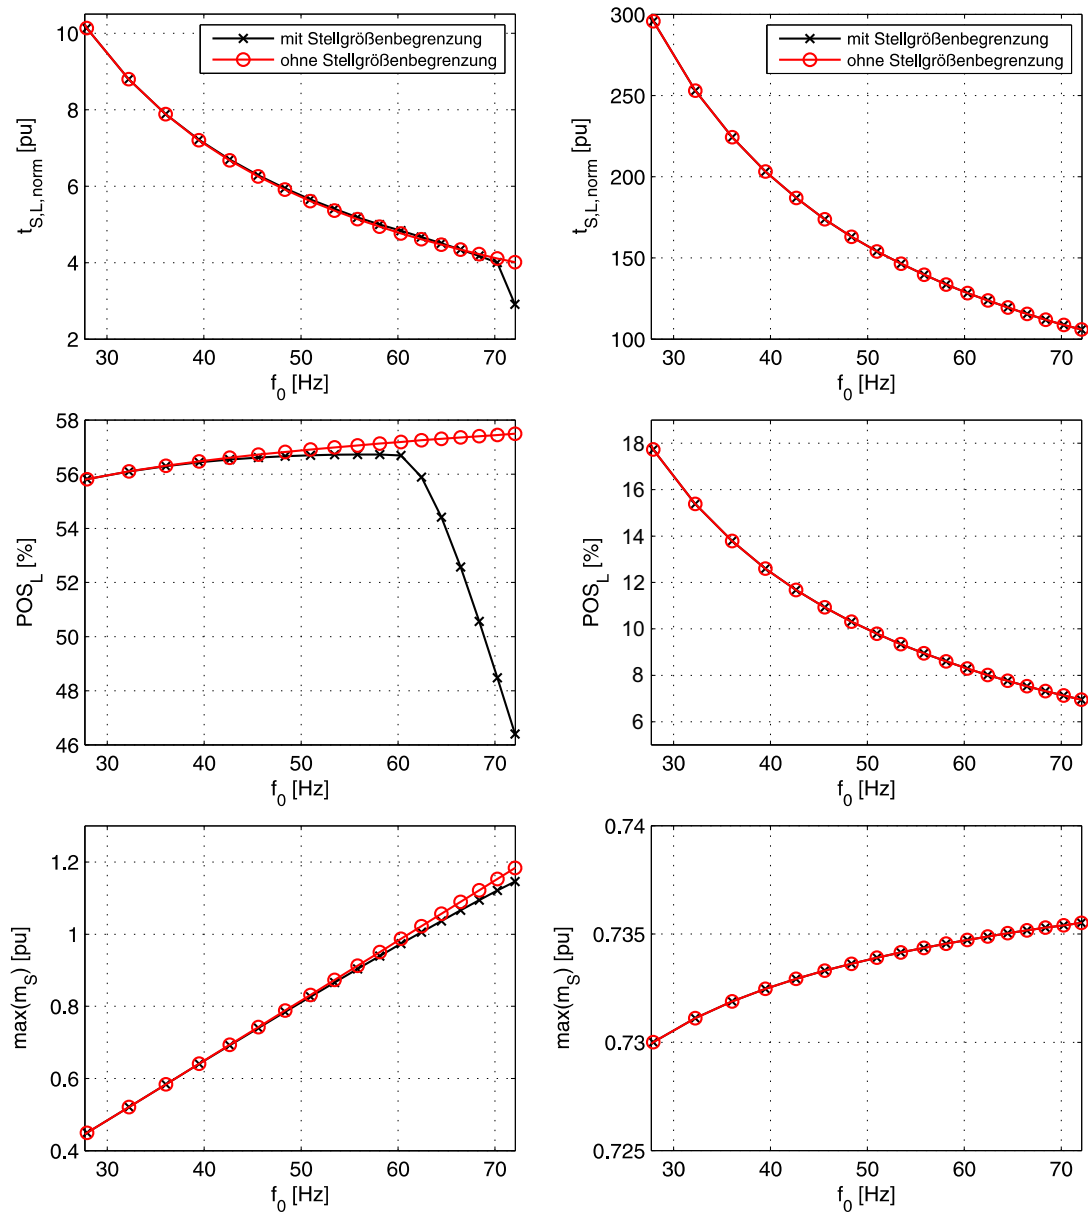 10
8
6
4
2
t_S,L,norm [pu]
mit Stellgrößenbegrenzung
ohne Stellgrößenbegrenzung
30 40 50 60 70
f_0 [Hz]
300
250
200
150
100
t_S,L,norm [pu]
mit Stellgrößenbegrenzung
ohne Stellgrößenbegrenzung
30 40 50 60 70
f_0 [Hz]
58
56
54
52
50
48
46
POS_L [%]
30 40 50 60 70
f_0 [Hz]
18
16
14
12
10
8
6
POS_L [%]
30 40 50 60 70
f_0 [Hz]
1.2
1
0.8
0.6
0.4
max(m_S) [pu]
30 40 50 60 70
f_0 [Hz]
0.74
0.735
0.73
0.725
max(m_S) [pu]
30 40 50 60 70
f_0 [Hz]